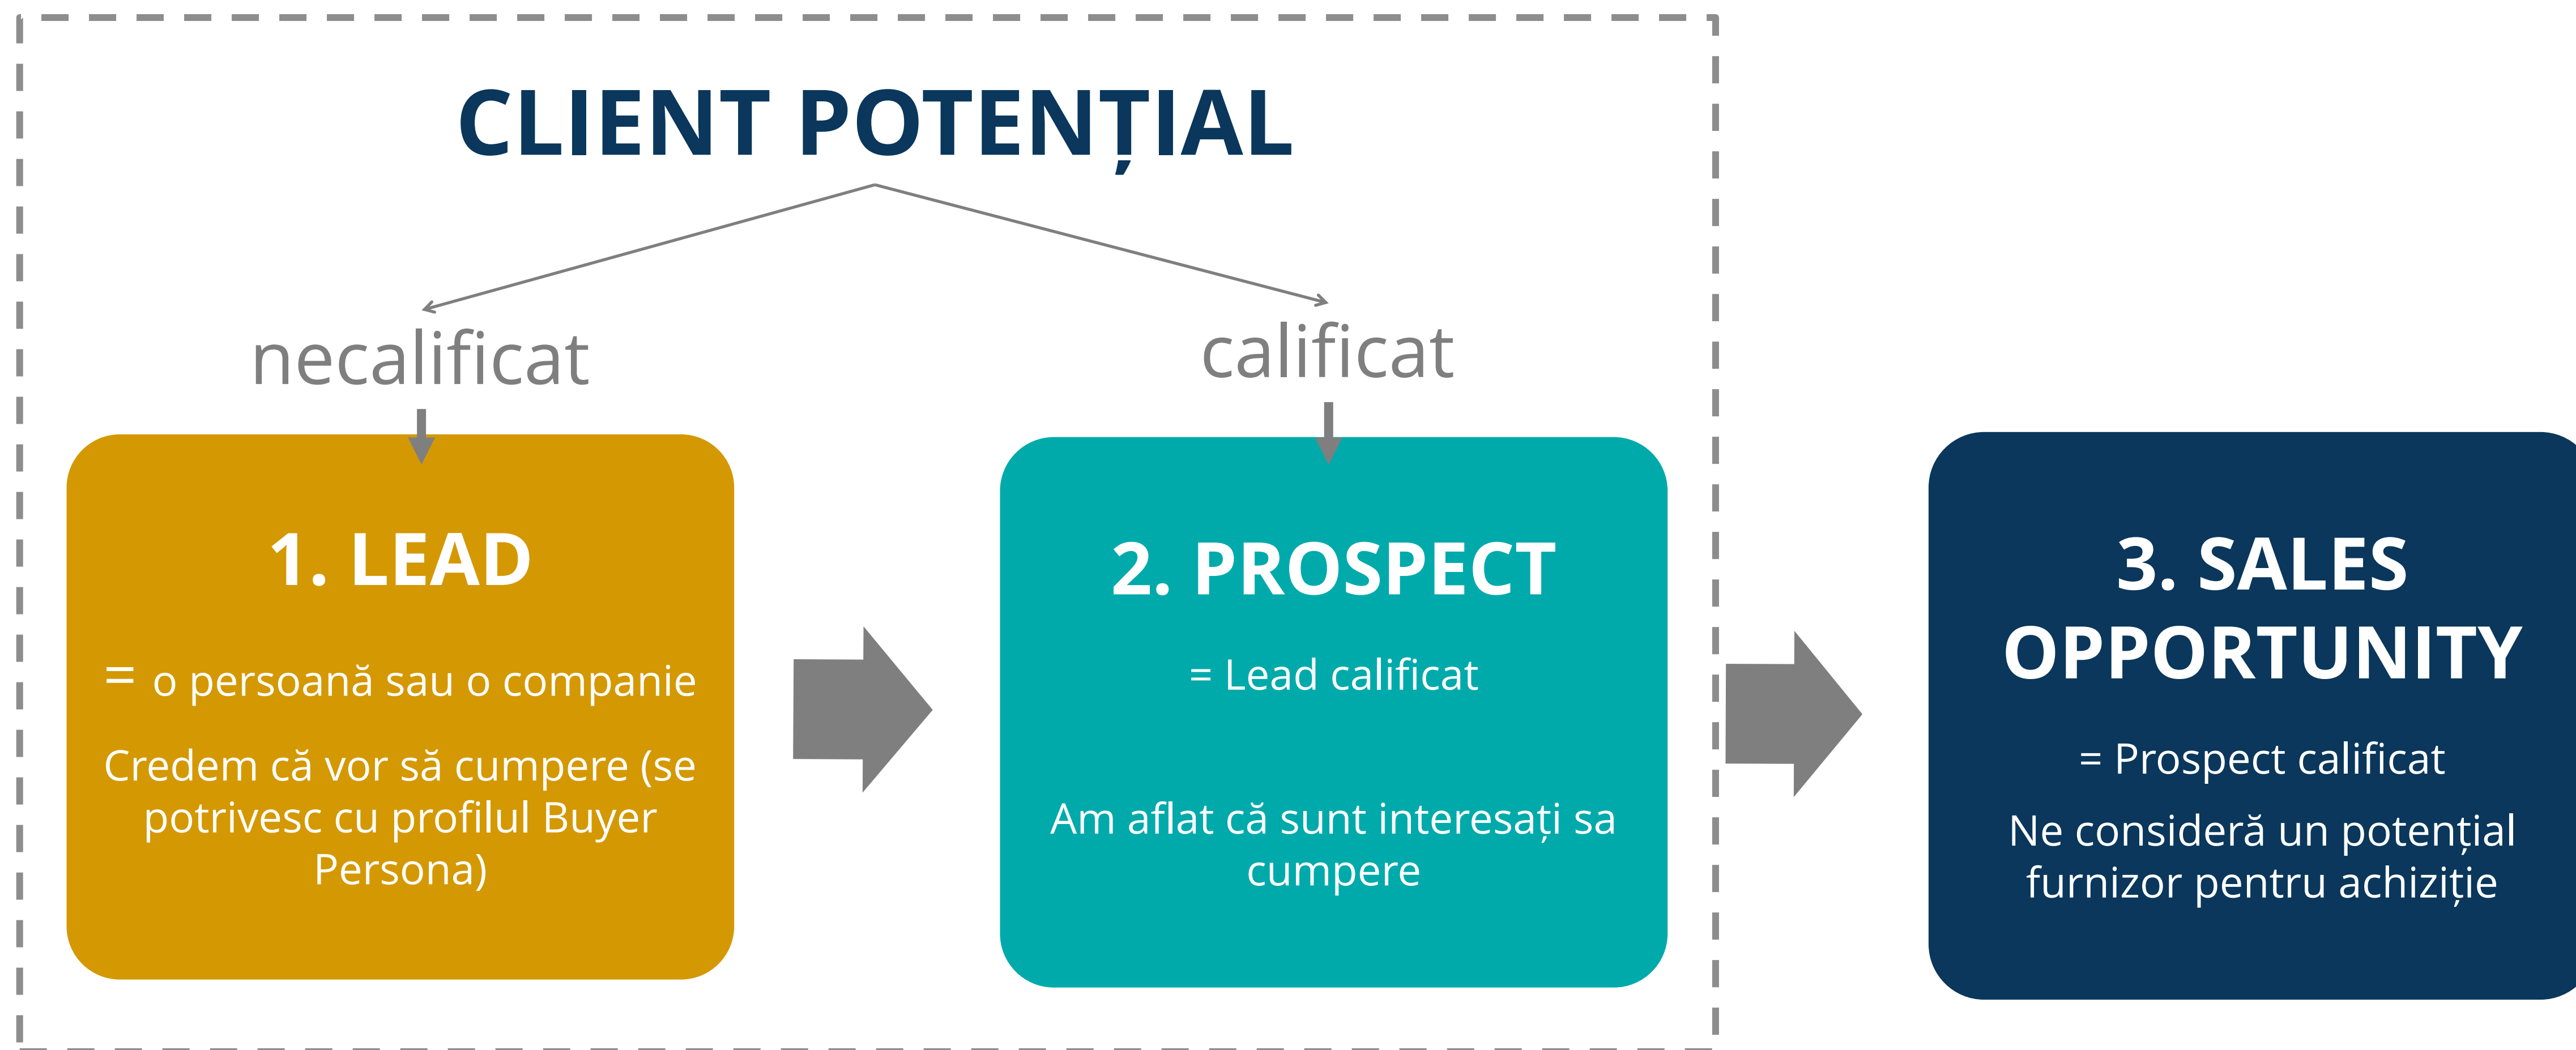 CLIENT POTENȚIAL
necalificat
calificat
1. LEAD
= o persoană sau o companie
Credem că vor să cumpere (se
potrivesc cu profilul Buyer
Persona)
2. PROSPECT
= Lead calificat
Am aflat că sunt interesați sa
cumpere
3. SALES
OPPORTUNITY
= Prospect calificat
Ne consideră un potențial
furnizor pentru achiziție